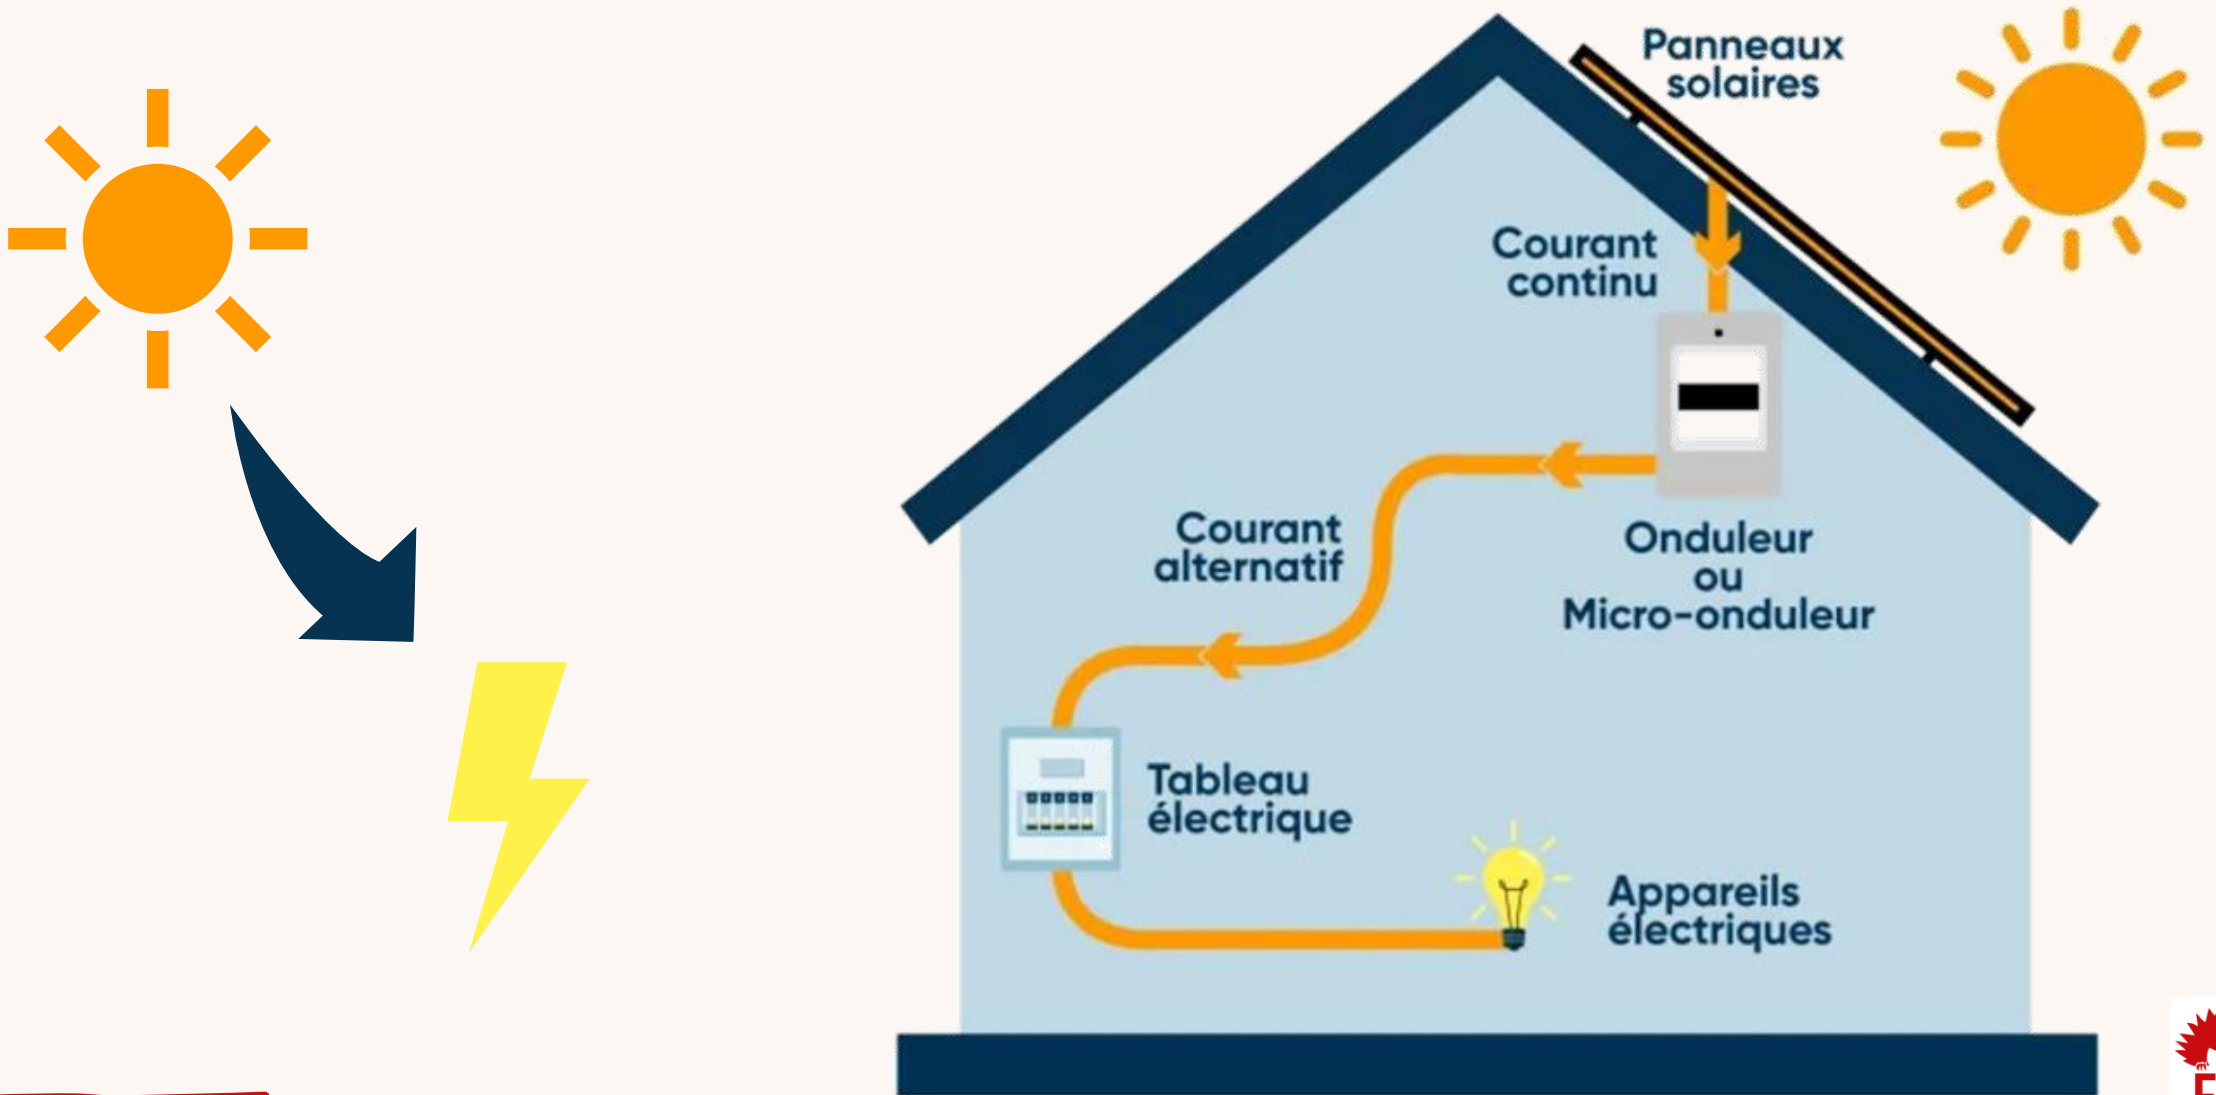 Panneaux
solaires
Courant
continu
Courant
alternatif
Onduleur
ou
Micro-onduleur
Tableau
électrique
Appareils
électriques